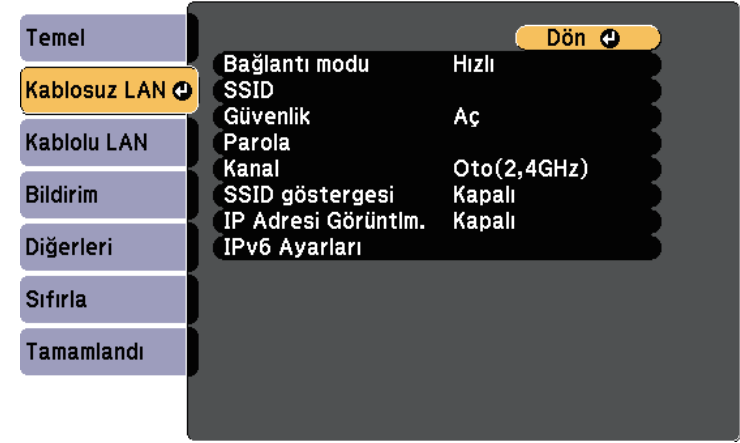 Temel
Kablosuz LAN
Kablolu LAN
Bildirim
Diğerleri
Sıfırla
Tamamlandı
Dön
Bağlantı modu Hızlı
SSID
Güvenlik Aç
Parola
Kanal Oto(2,4GHz)
SSID göstergesi Kapalı
IP Adresi Görüntlm. Kapalı
IPv6 Ayarları